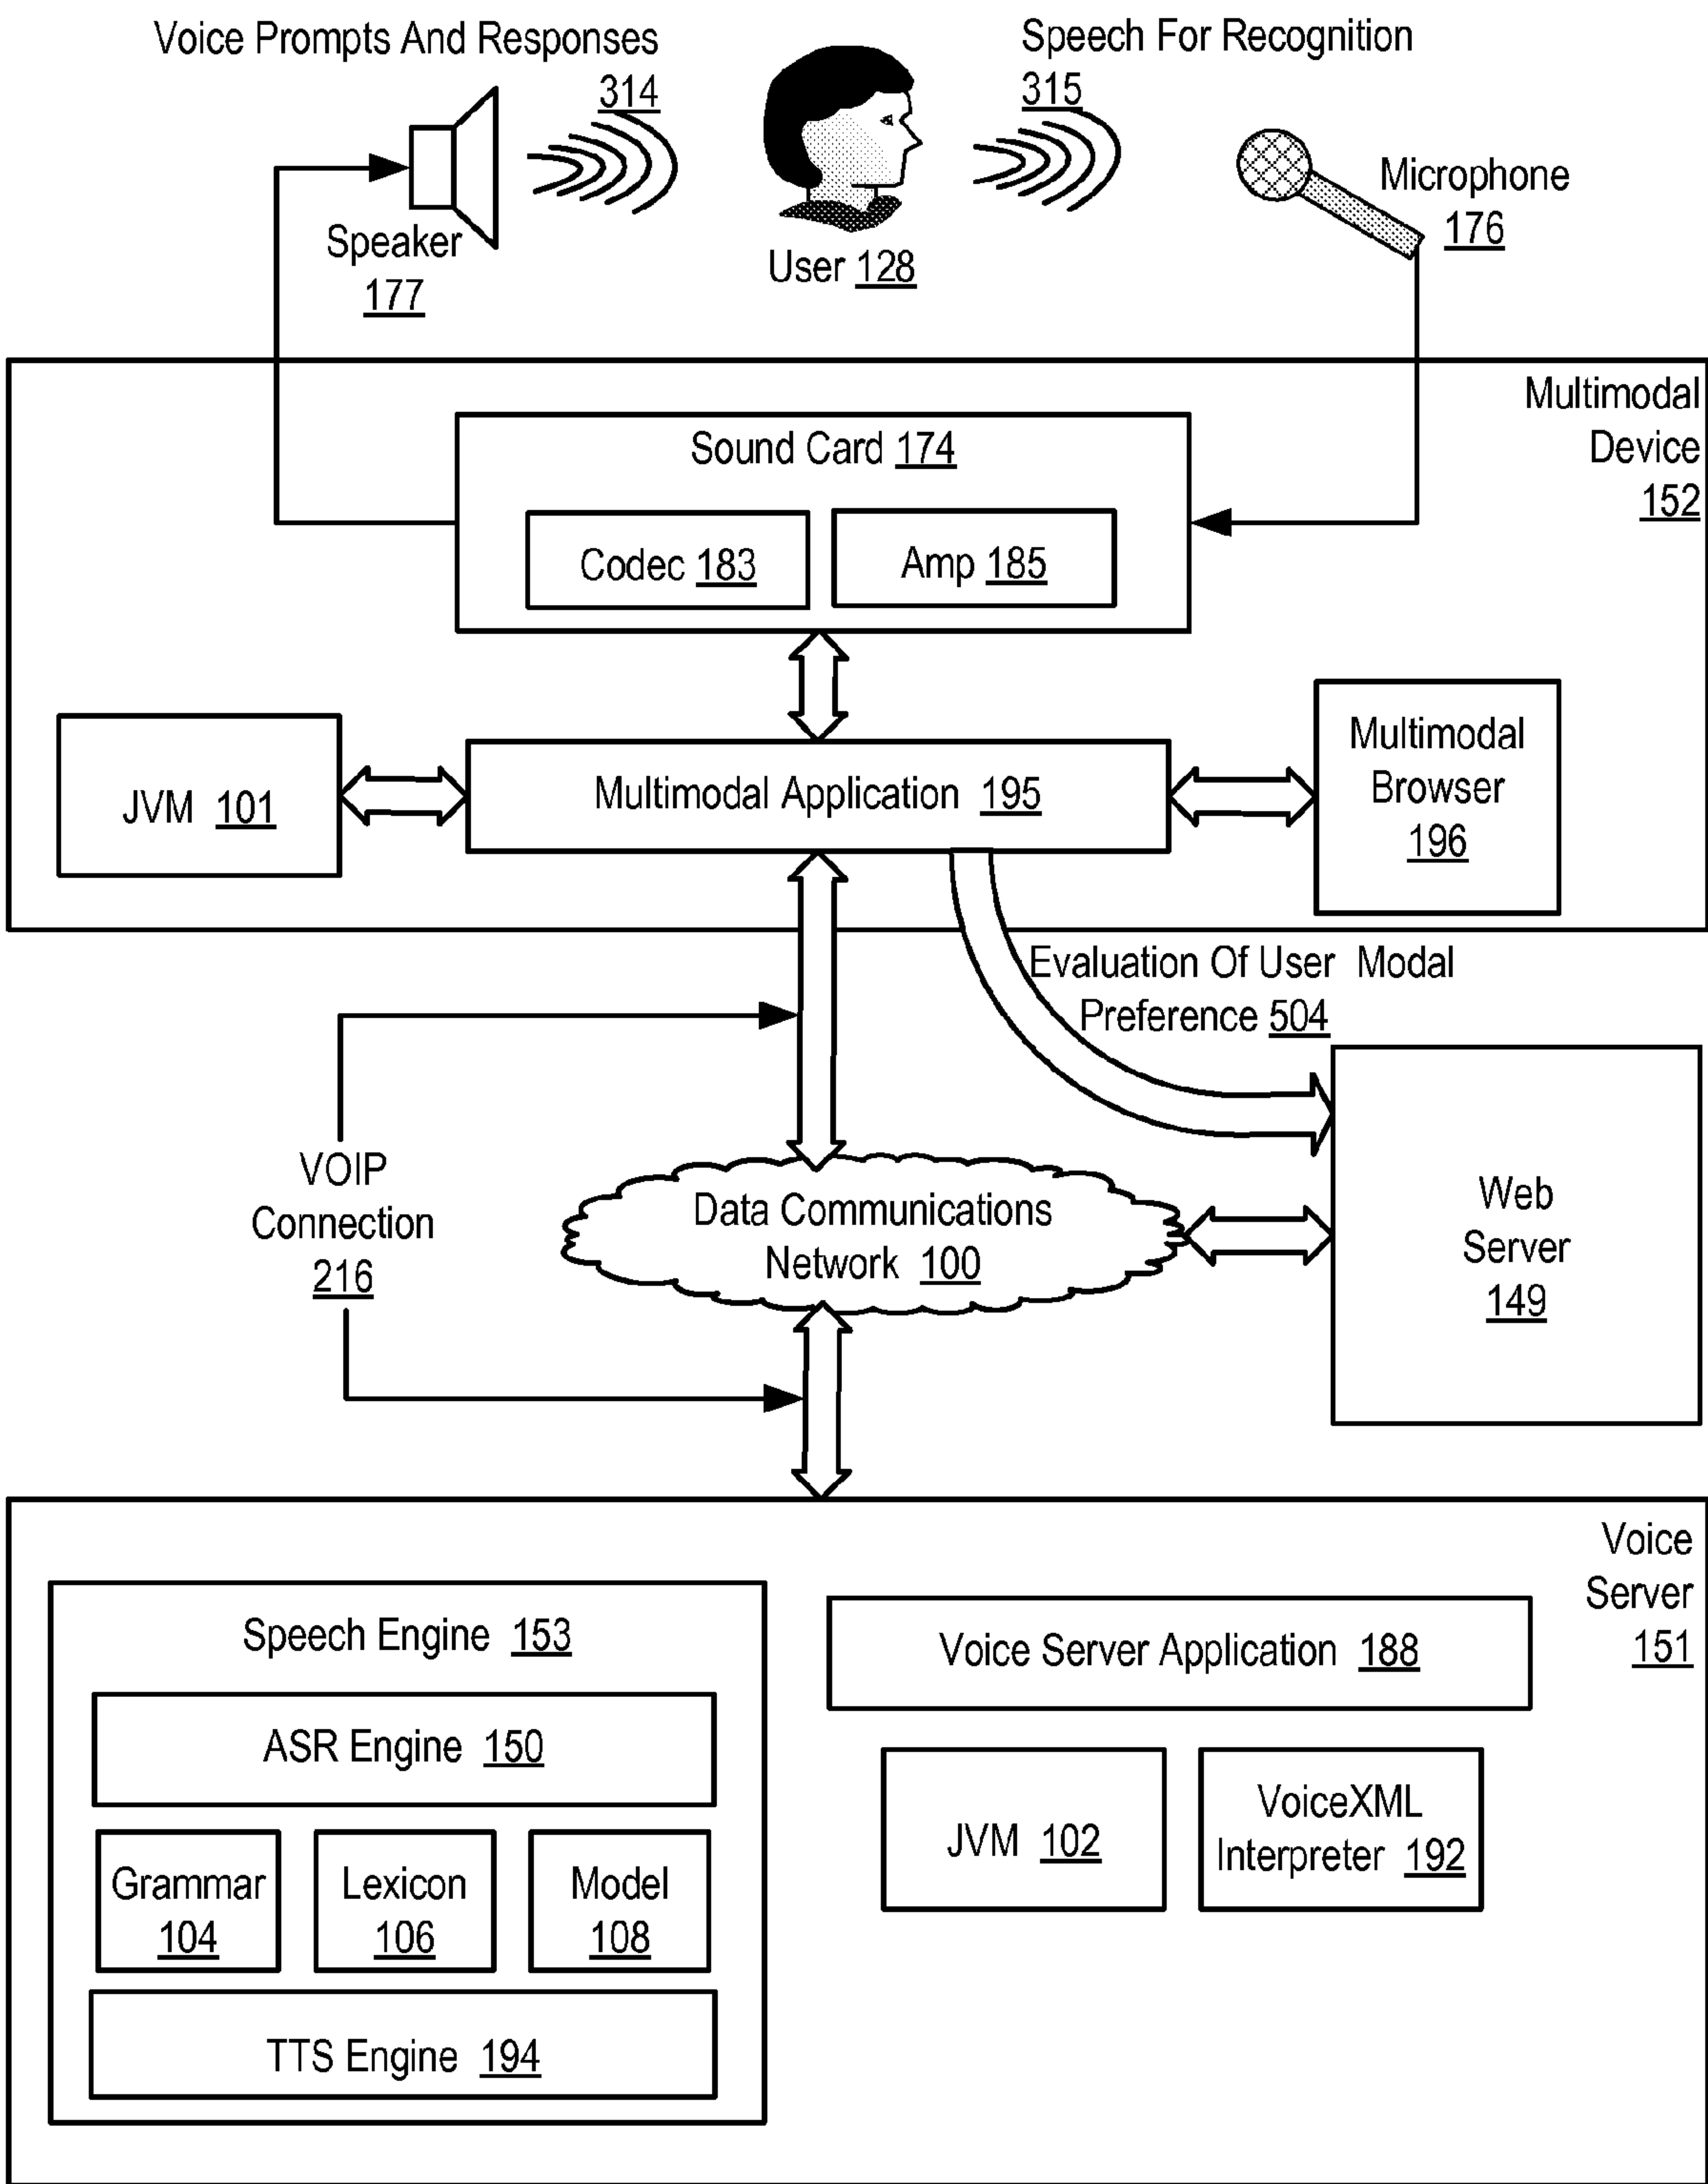 Voice Prompts And Responses
314
Speech For Recognition
315
Speaker
177
User 128
Microphone
176
Multimodal
Device
152
Sound Card 174
Codec 183
Amp 185
JVM 101
Multimodal Application 195
Multimodal
Browser
196
Evaluation Of User Modal
Preference 504
VOIP
Connection
216
Data Communications
Network 100
Web
Server
149
Voice
Server
151
Speech Engine 153
ASR Engine 150
Grammar
104
Lexicon
106
Model
108
TTS Engine 194
Voice Server Application 188
JVM 102
VoiceXML
Interpreter 192